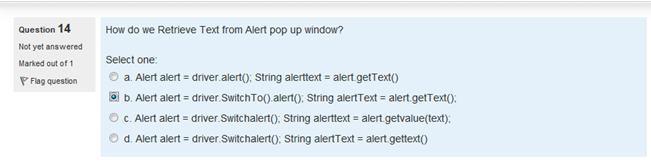 Question 14
Not yet answered
Marked out of 1
Flag question
How do we Retrieve Text from Alert pop up window?
Select one:
a. Alert alert = driver.alert(); String alerttext = alert.getText()
b. Alert alert = driver.SwitchTo().alert(); String alertText = alert.getText();
c. Alert alert = driver.Switchalert(); String alerttext = alert.getvalue(text);
d. Alert alert = driver.Switchalert(); String alertText = alert.gettext()